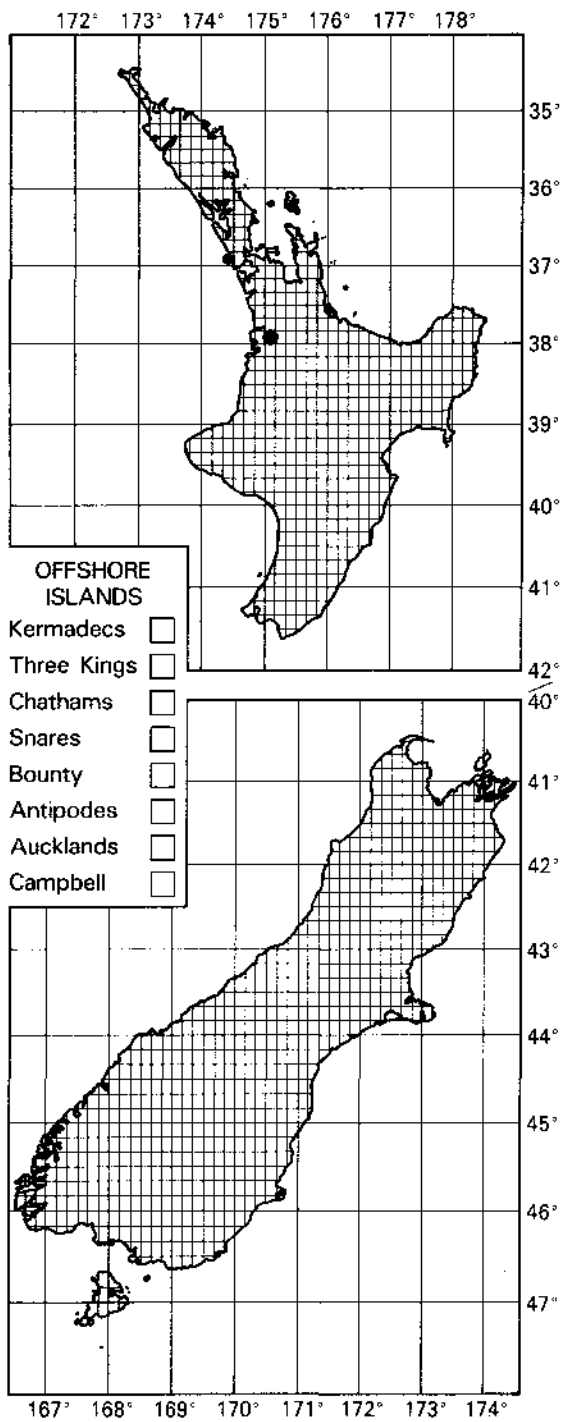 172° 173° 174° 175° 176° 177° 178°
35°
36°
37°
38°
39°
40°
41°
42°
OFFSHORE
ISLANDS
Kermadecs
Three Kings
Chathams
Snares
Bounty
Antipodes
Aucklands
Campbell
40°
41°
42°
43°
44°
45°
46°
47°
167° 168° 169° 170° 171° 172° 173° 174°